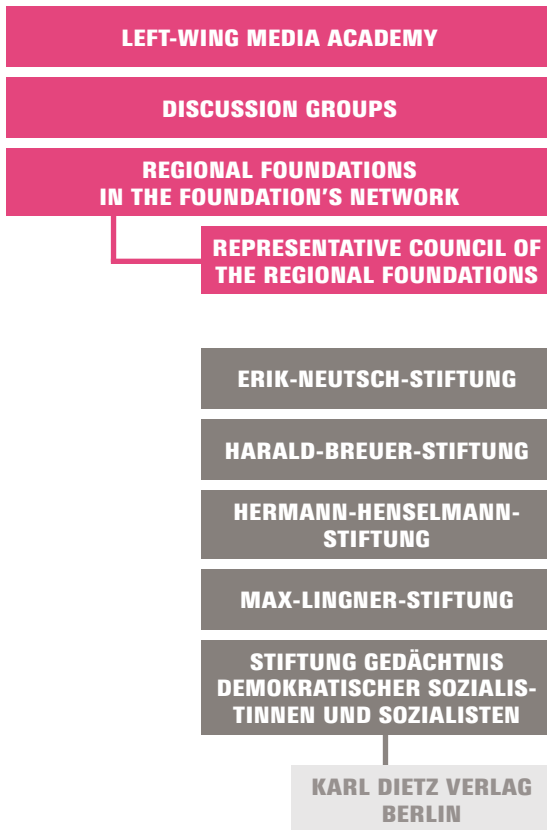 LEFT-WING MEDIA ACADEMY
DISCUSSION GROUPS
REGIONAL FOUNDATIONS
IN THE FOUNDATION'S NETWORK
REPRESENTATIVE COUNCIL OF
THE REGIONAL FOUNDATIONS
ERIK-NEUTSCH-STIFTUNG
HARALD-BREUER-STIFTUNG
HERMANN-HENSELMANN-
STIFTUNG
MAX-LINGNER-STIFTUNG
STIFTUNG GEDÄCHTNIS
DEMOKRATISCHER SOZIALIS-
TINNEN UND SOZIALISTEN
KARL DIETZ VERLAG
BERLIN